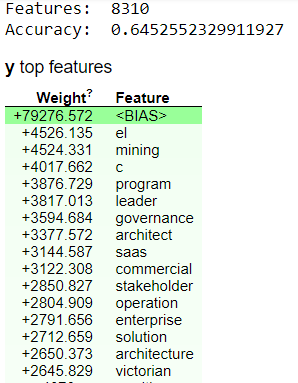 Features: 8310
Accuracy: 0.6452552329911927
y top features
Weight? Feature
+79276.572 <BIAS>
+4526.135 el
+4524.331 mining
+4017.662 c
+3876.729 program
+3817.013 leader
+3594.684 governance
+3377.572 architect
+3144.587 saas
+3122.308 commercial
+2850.827 stakeholder
+2804.909 operation
+2791.656 enterprise
+2712.659 solution
+2650.373 architecture
+2645.829 victorian